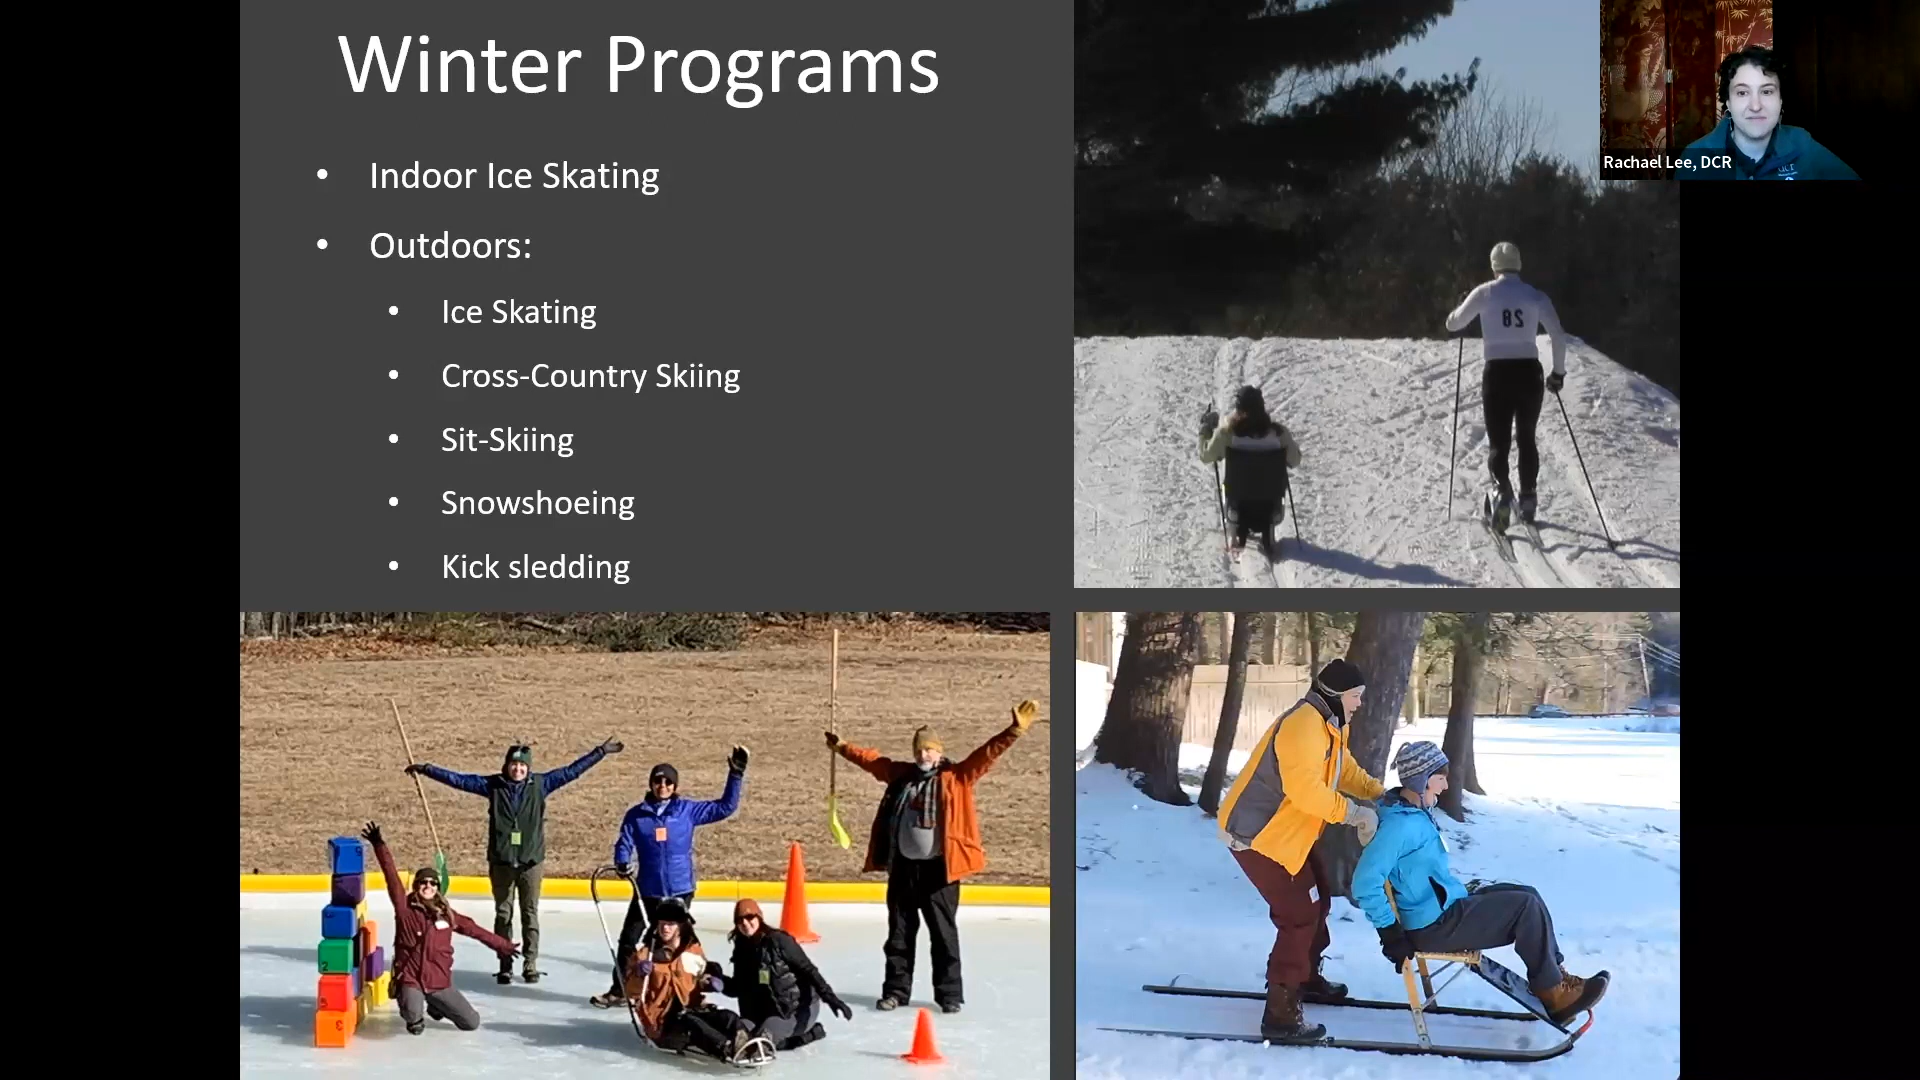 Winter Programs
• Indoor Ice Skating
• Outdoors:
• Ice Skating
• Cross-Country Skiing
• Sit-Skiing
• Snowshoeing
• Kick sledding
Rachael Lee, DCR